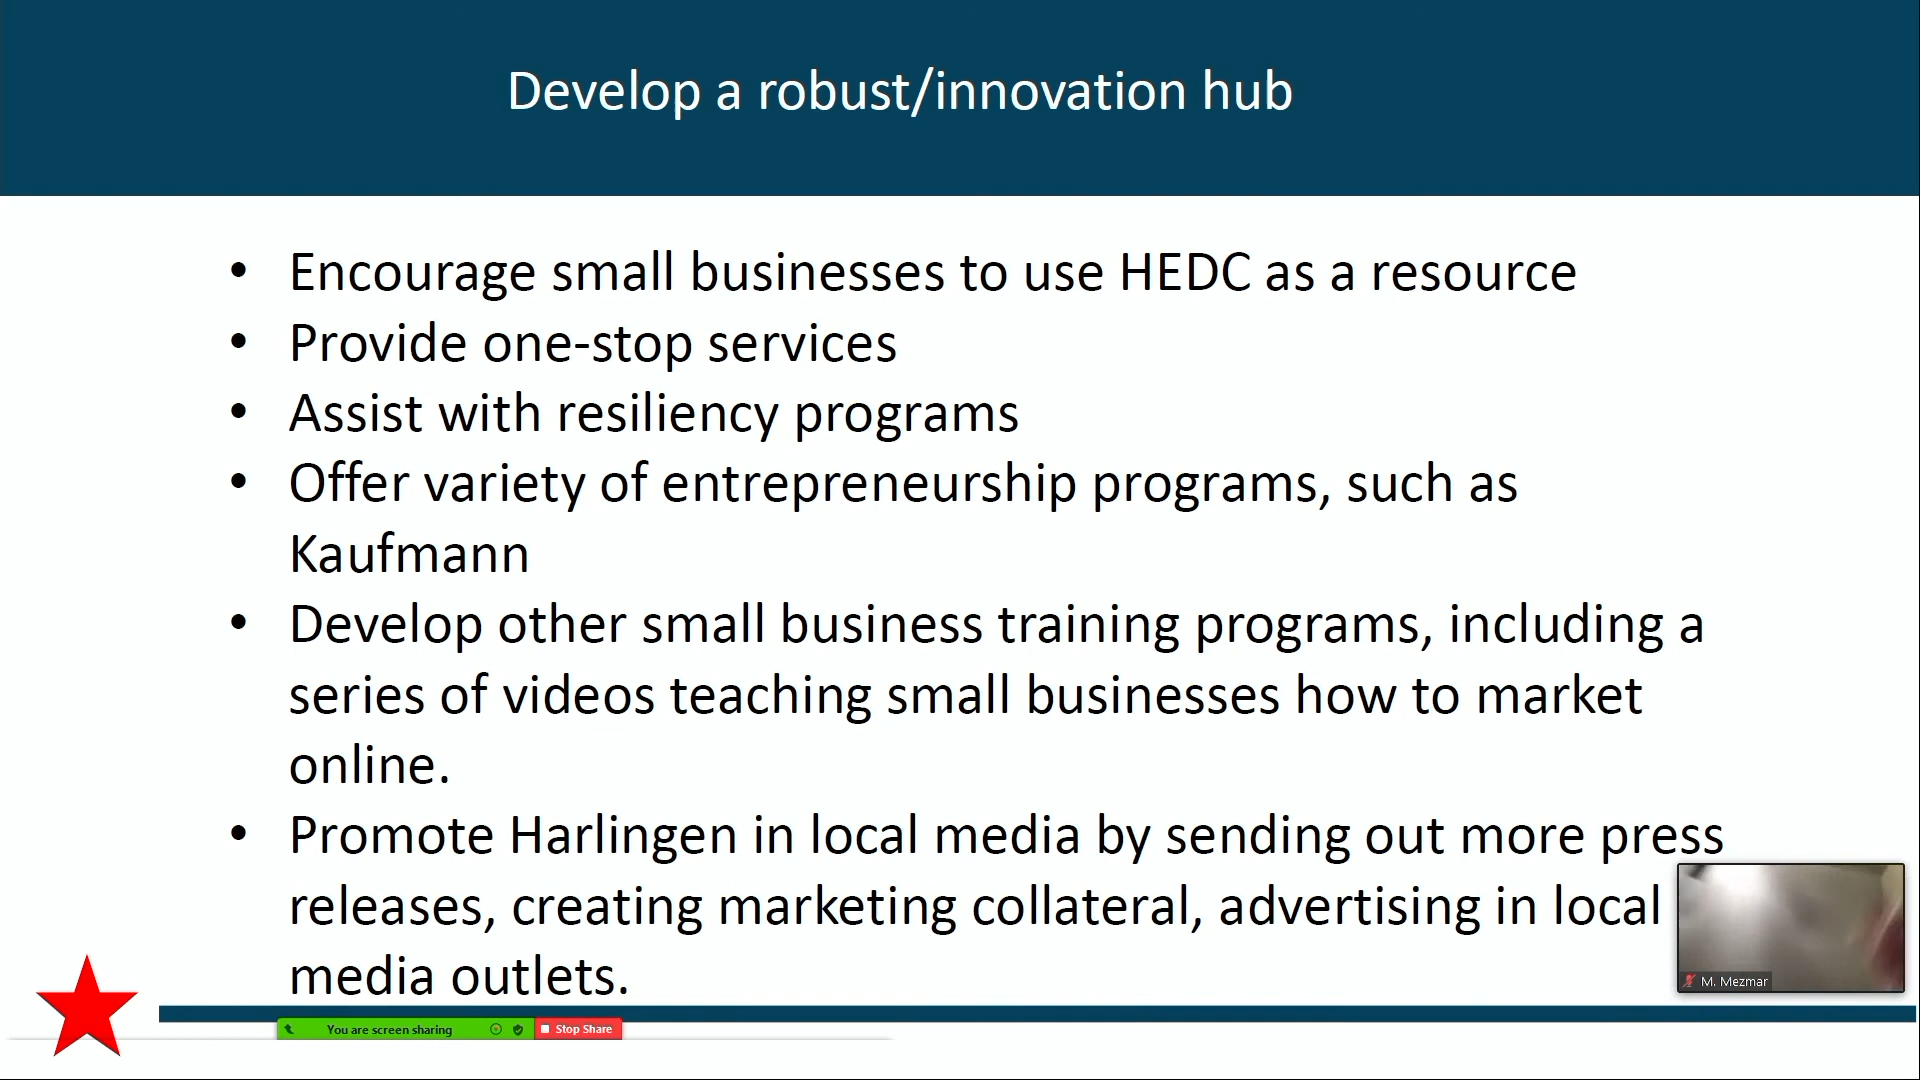 Develop a robust/innovation hub
• Encourage small businesses to use HEDC as a resource
• Provide one-stop services
• Assist with resiliency programs
• Offer variety of entrepreneurship programs, such as
Kaufmann
• Develop other small business training programs, including a
series of videos teaching small businesses how to market
online.
• Promote Harlingen in local media by sending out more press
releases, creating marketing collateral, advertising in local
media outlets.
M. Mezmar
You are screen sharing
Stop Share